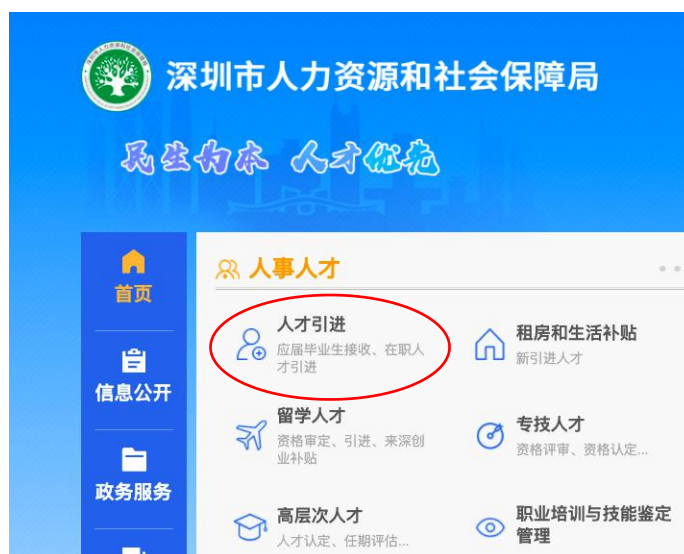 深圳市人力资源和社会保障局
民生为本 人才优先
首页
信息公开
政务服务
人事人才
人才引进
应届毕业生接收、在职人
才引进
租房和生活补贴
新引进人才
留学人才
资格审定、引进、来深创
业补贴
专技人才
资格评审、资格认定...
高层次人才
人才认定、任期评估...
职业培训与技能鉴定
管理